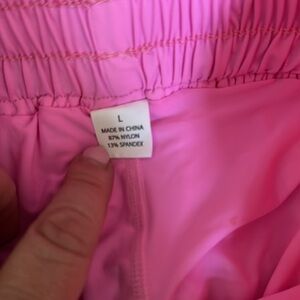 L
MADE IN CHINA
87% NYLON
13% SPANDEX